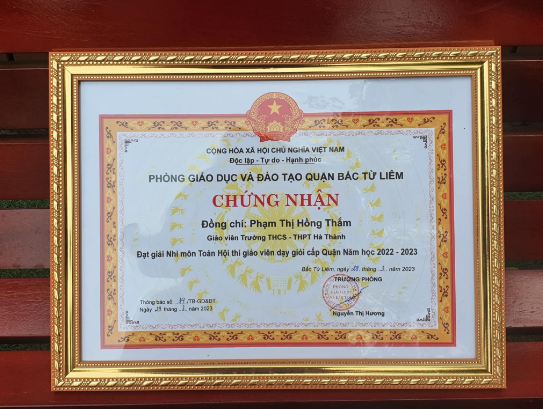 CỘNG HÒA XÃ HỘI CHỦ NGHĨA VIỆT NAM
Độc lập - Tự do - Hạnh phúc
PHÒNG GIÁO DỤC VÀ ĐÀO TẠO QUẬN BẮC TỪ LIÊM
CHỨNG NHẬN
Đồng chí: Phạm Thị Hồng Thắm
Giáo viên Trường THCS - THPT Hà Thành
Đạt giải Nhì môn Toán Hội thi giáo viên dạy giỏi cấp Quận Năm học 2022 - 2023
Bắc Từ Liêm, ngày tháng năm 2023
TRƯỞNG PHÒNG
Thông báo số /TB-GD&ĐT
Ngày tháng năm 2023
Nguyễn Thị Hương